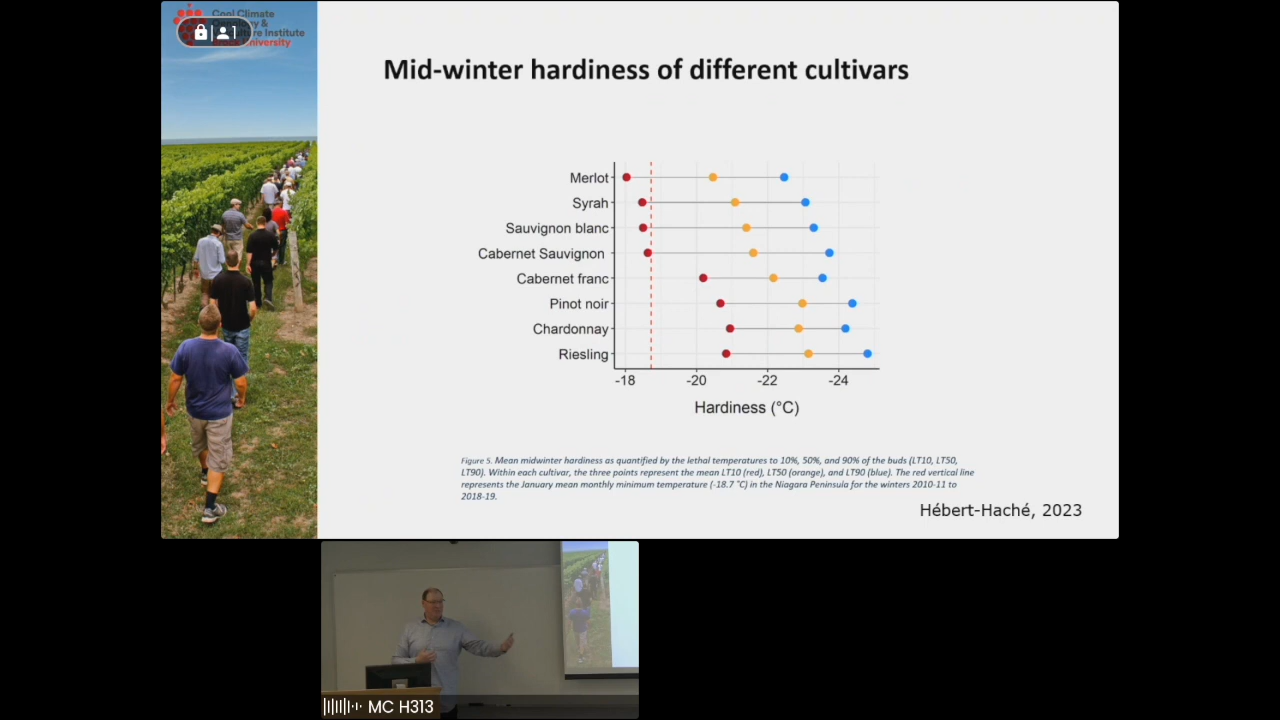 Cool Climate
Oenology &
Viticulture Institute
Brock University
1
Mid-winter hardiness of different cultivars
Merlot
Syrah
Sauvignon blanc
Cabernet Sauvignon
Cabernet franc
Pinot noir
Chardonnay
Riesling
-18 -20 -22 -24
Hardiness (°C)
Figure 5. Mean midwinter hardiness as quantified by the lethal temperatures to 10%, 50%, and 90% of the buds (LT10, LT50,
LT90). Within each cultivar, the three points represent the mean LT10 (red), LT50 (orange), and LT90 (blue). The red vertical line
represents the January mean monthly minimum temperature (-18.7 °C) in the Niagara Peninsula for the winters 2010-11 to
2018-19.
Hébert-Haché, 2023
MC H313